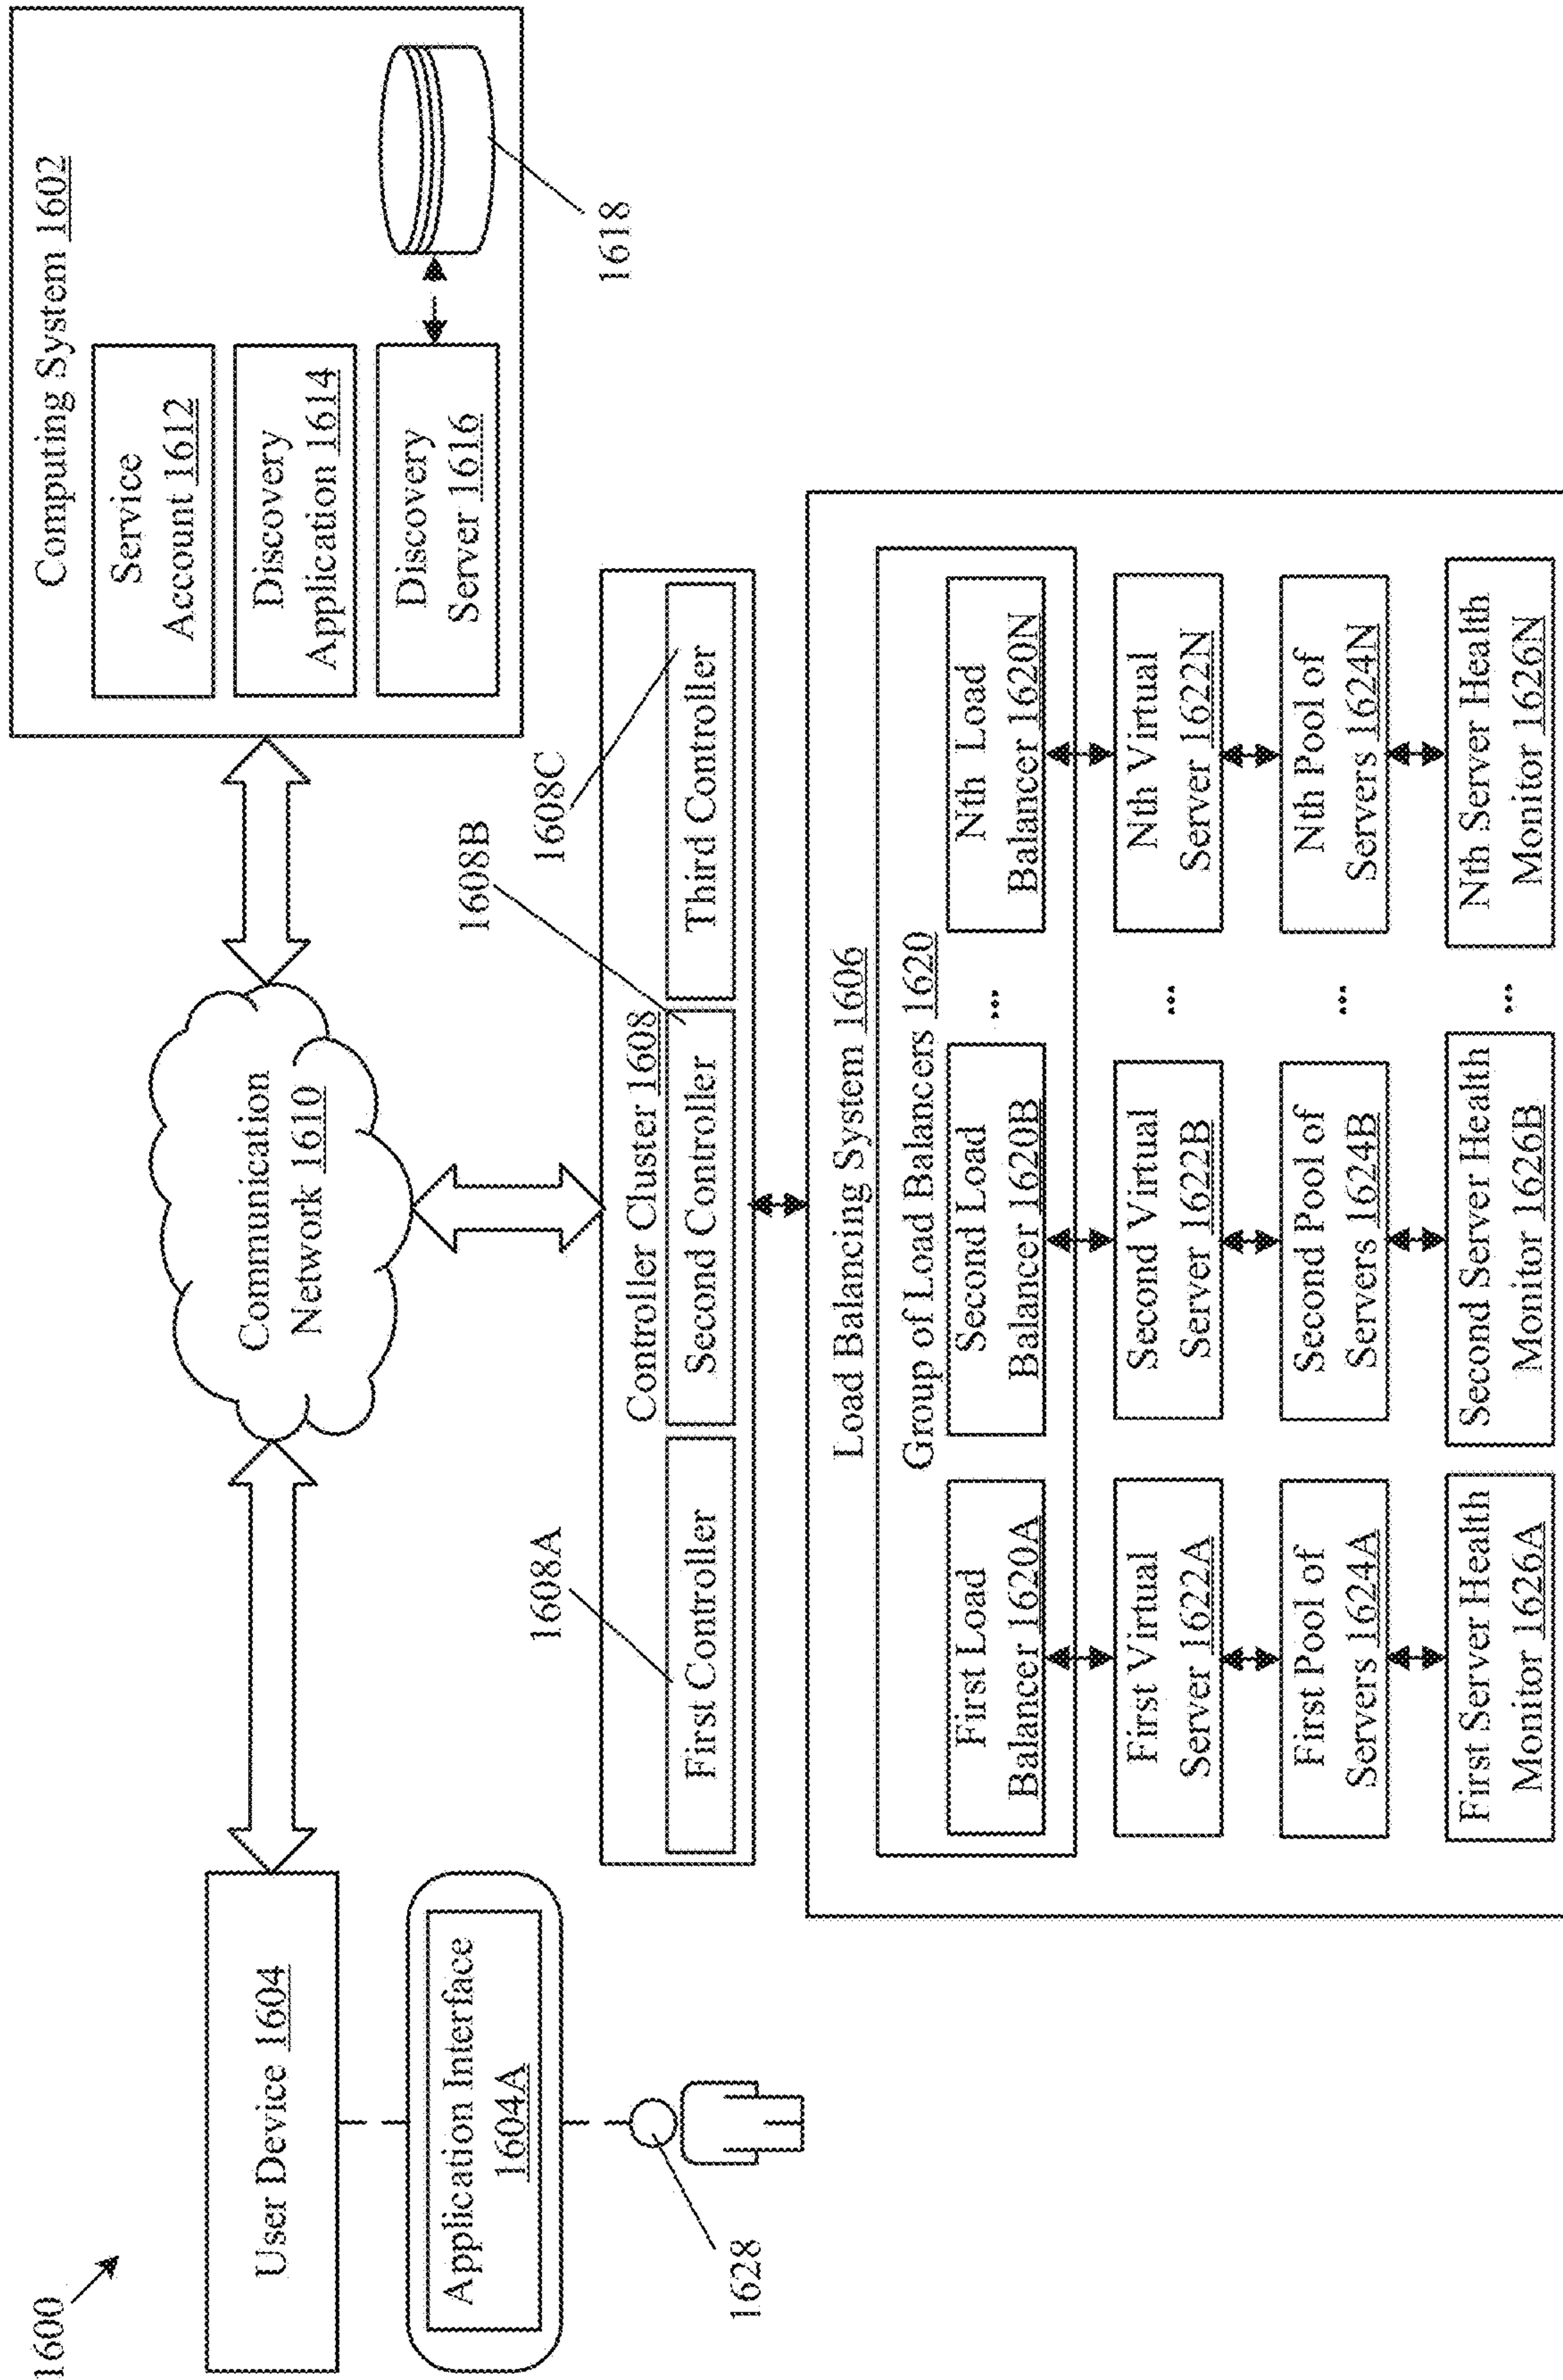 1600
User Device 1604
Application Interface
1604A
1628
Communication
Network 1610
Computing System 1602
Service
Account 1612
Discovery
Application 1614
Discovery
Server 1616
1618
1608A
1608B
1608C
Controller Cluster 1608
First Controller
Second Controller
Third Controller
Load Balancing System 1606
Group of Load Balancers 1620
First Load
Balancer 1620A
Second Load
Balancer 1620B
...
Nth Load
Balancer 1620N
First Virtual
Server 1622A
Second Virtual
Server 1622B
...
Nth Virtual
Server 1622N
First Pool of
Servers 1624A
Second Pool of
Servers 1624B
...
Nth Pool of
Servers 1624N
First Server Health
Monitor 1626A
Second Server Health
Monitor 1626B
...
Nth Server Health
Monitor 1626N